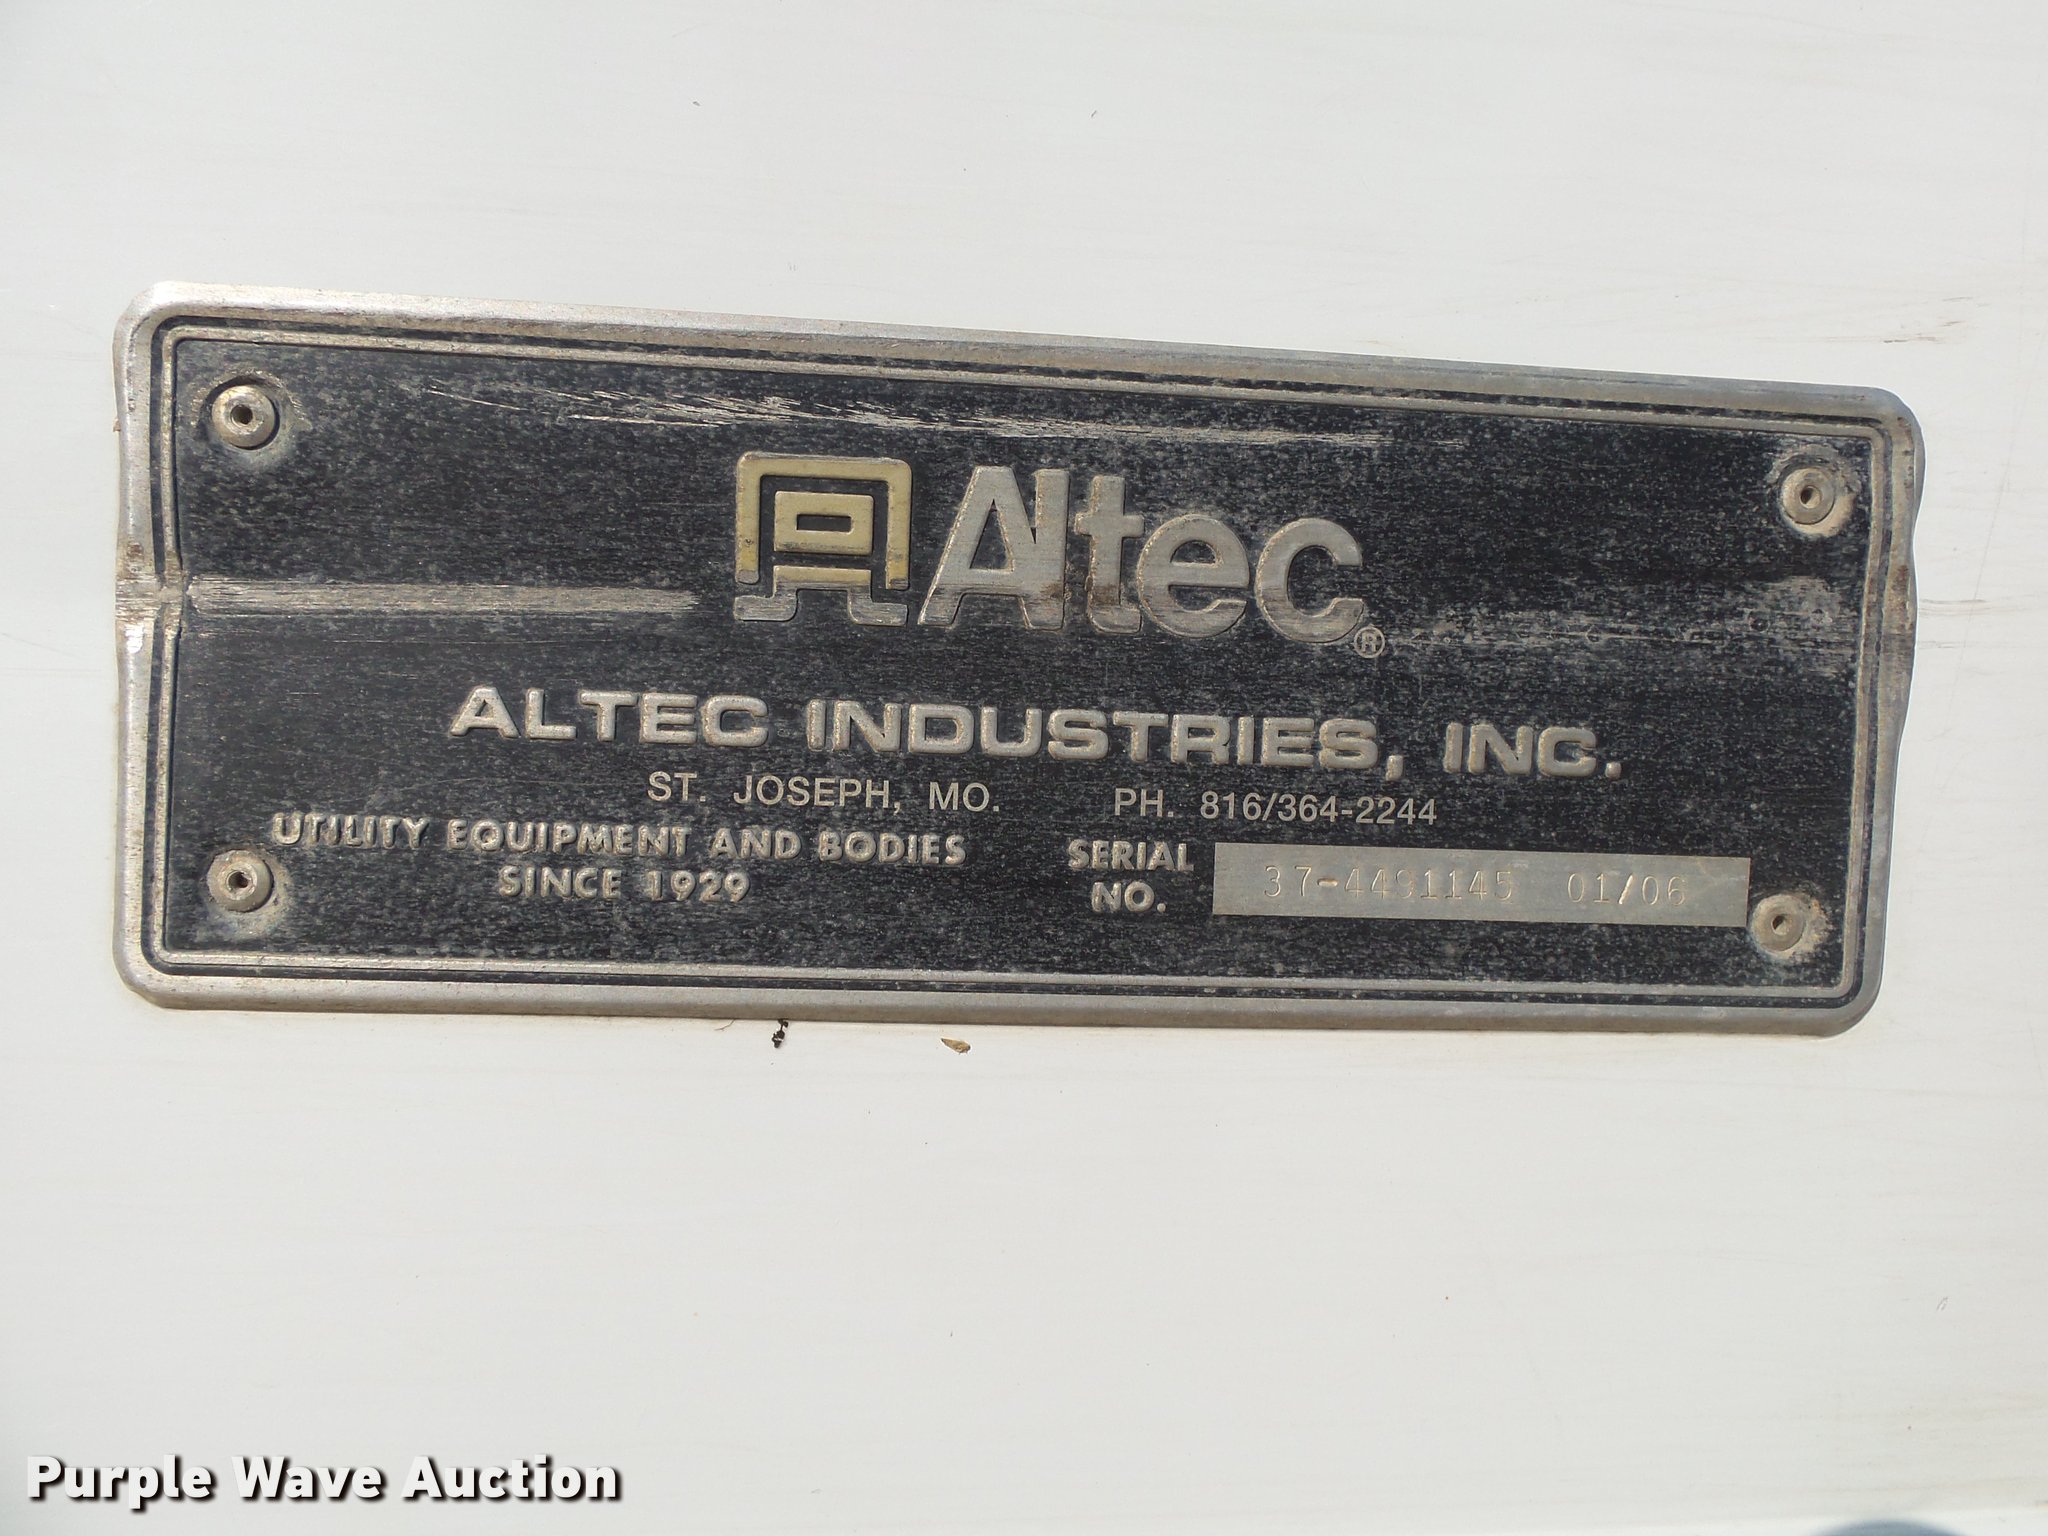 Altec®
ALTEC INDUSTRIES, INC.
ST. JOSEPH, MO. PH. 816/364-2244
UTILITY EQUIPMENT AND BODIES
SINCE 1929
SERIAL
NO.
37-4491145 01/06
Purple Wave Auction